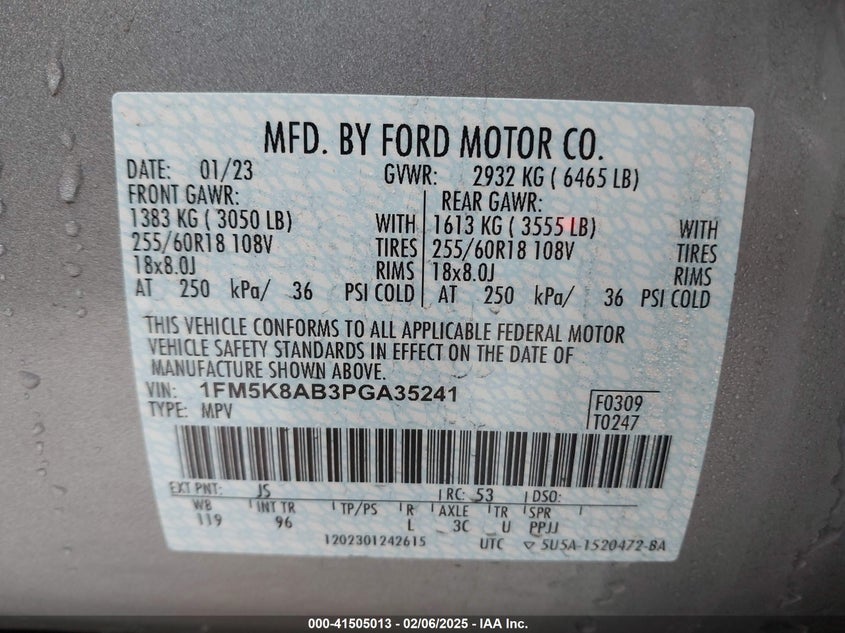 MFD. BY FORD MOTOR CO.
DATE: 01/23 GVWR: 2932 KG ( 6465 LB)
FRONT GAWR: REAR GAWR:
1383 KG ( 3050 LB) WITH 1613 KG ( 3555 LB) WITH
255/60R18 108V TIRES 255/60R18 108V TIRES
18x8.0J RIMS 18x8.0J RIMS
AT 250 kPa/ 36 PSI COLD AT 250 kPa/ 36 PSI COLD
THIS VEHICLE CONFORMS TO ALL APPLICABLE FEDERAL MOTOR
VEHICLE SAFETY STANDARDS IN EFFECT ON THE DATE OF
MANUFACTURE SHOWN ABOVE.
VIN: 1FM5K8AB3PGA35241 F0309
TYPE: MPV T0247
EXT PNT: JS RC: 53 DSO:
WB INT TR TP/PS R AXLE TR SPR
119 96 L 3C U PPJJ
1202301242615 UTC ▽ 5U5A-1520472-BA
000-41505013 - 02/06/2025 - IAA Inc.